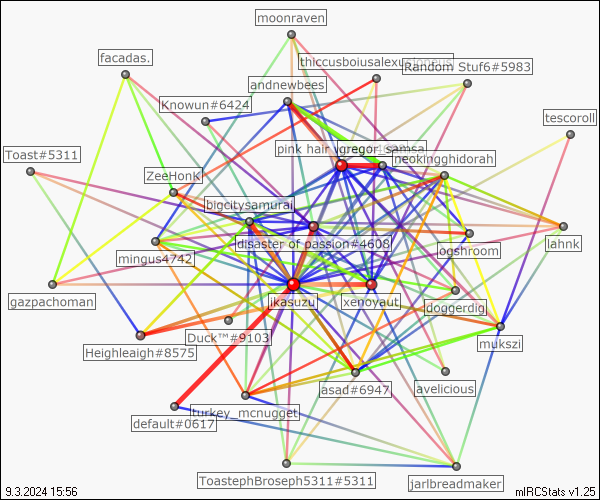 moonraven
facadas.
thiccusboiusalex
Random Stuf6#5983
andnewbees
Knowun#6424
tescoroll
Toast#5311
pink hair
gregor_samsa
neokingghidorah
ZeeHonK
bigcitysamurai
disaster of passion#4608
mingus4742
ogshroom
lahnk
jkasuzu
xenoyaut
gazpachoman
doggerdig
Duck™#9103
Heighleaigh#8575
mukszi
asad#6947
avelicious
turkey_mcnugget
default#0617
ToastephBroseph5311#5311
jarlbreadmaker
9.3.2024 15:56
mIRCStats v1.25